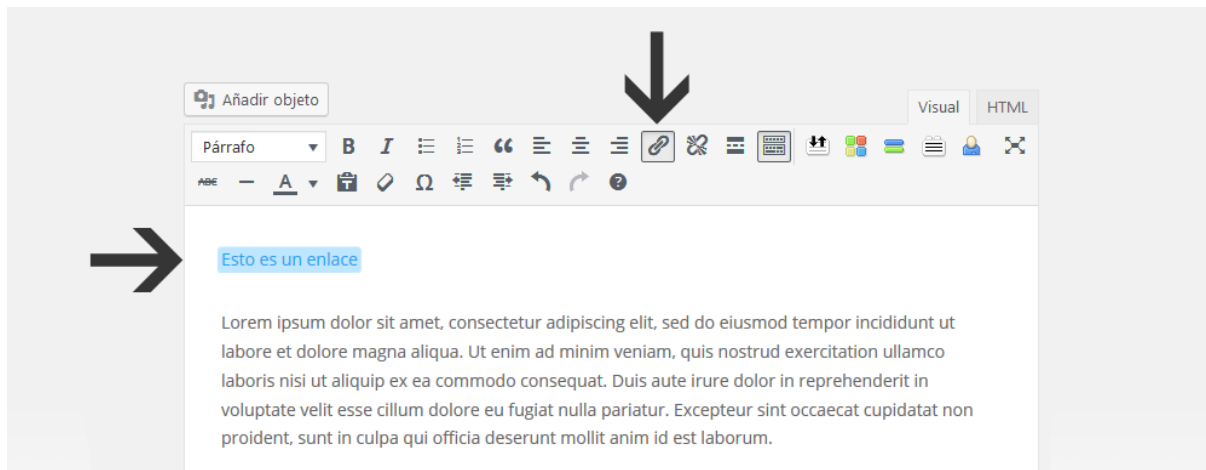 Añadir objeto
Visual HTML
Párrafo B I A
ABC A T Ω ?
Esto es un enlace
Lorem ipsum dolor sit amet, consectetur adipiscing elit, sed do eiusmod tempor incididunt ut
labore et dolore magna aliqua. Ut enim ad minim veniam, quis nostrud exercitation ullamco
laboris nisi ut aliquip ex ea commodo consequat. Duis aute irure dolor in reprehenderit in
voluptate velit esse cillum dolore eu fugiat nulla pariatur. Excepteur sint occaecat cupidatat non
proident, sunt in culpa qui officia deserunt mollit anim id est laborum.